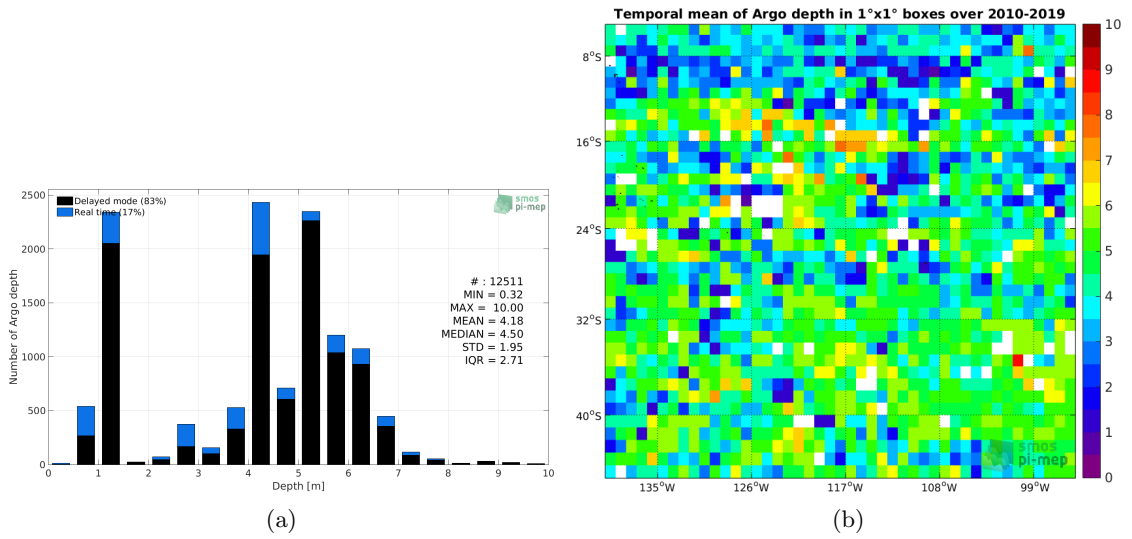 2500
2000
1500
1000
500
0
Number of Argo depth
Delayed mode (83%)
Real time (17%)
smos
pi-mep
# : 12511
MIN = 0.32
MAX = 10.00
MEAN = 4.18
MEDIAN = 4.50
STD = 1.95
IQR = 2.71
0 1 2 3 4 5 6 7 8 9 10
Depth [m]
(a)
Temporal mean of Argo depth in 1°x1° boxes over 2010-2019
8°S
16°S
24°S
32°S
40°S
135°W 126°W 117°W 108°W 99°W
smos
pi-mep
10
9
8
7
6
5
4
3
2
1
0
(b)